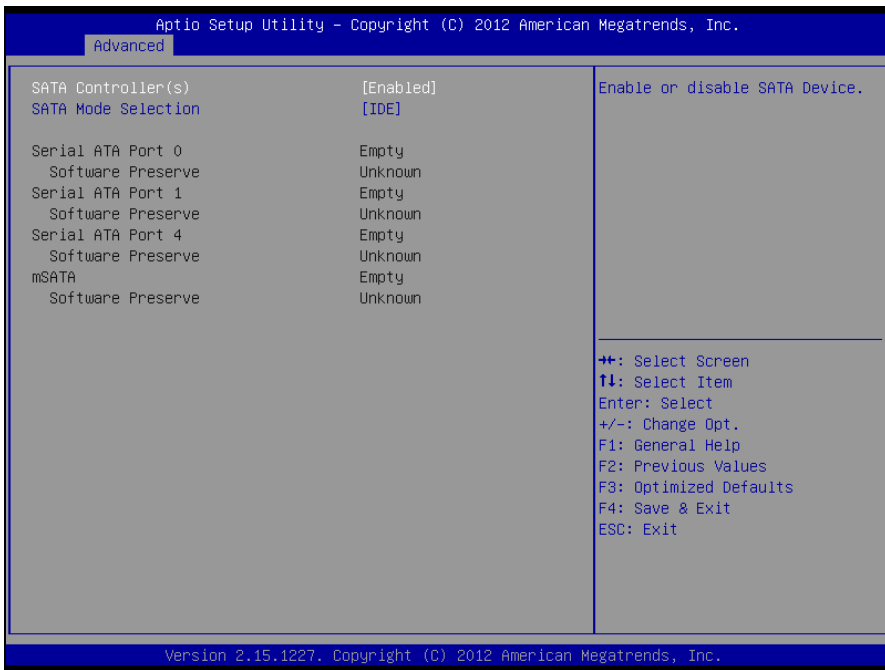 Aptio Setup Utility – Copyright (C) 2012 American Megatrends, Inc.
Advanced
SATA Controller(s) [Enabled]
SATA Mode Selection [IDE]
Serial ATA Port 0 Empty
Software Preserve Unknown
Serial ATA Port 1 Empty
Software Preserve Unknown
Serial ATA Port 4 Empty
Software Preserve Unknown
mSATA Empty
Software Preserve Unknown
Enable or disable SATA Device.
→←: Select Screen
↑↓: Select Item
Enter: Select
+/-: Change Opt.
F1: General Help
F2: Previous Values
F3: Optimized Defaults
F4: Save & Exit
ESC: Exit
Version 2.15.1227. Copyright (C) 2012 American Megatrends, Inc.